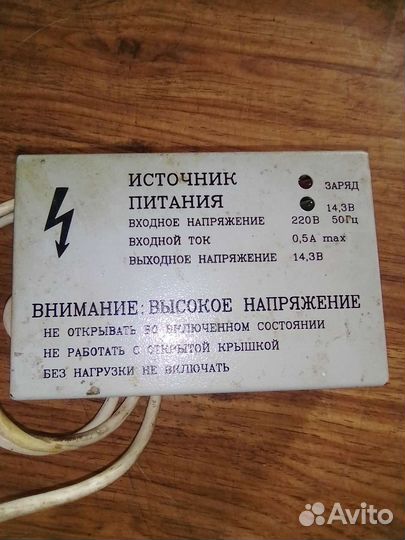 ИСТОЧНИК
ПИТАНИЯ
ЗАРЯД
14,3В
ВХОДНОЕ НАПРЯЖЕНИЕ 220В 50Гц
ВХОДНОЙ ТОК 0,5А max
ВЫХОДНОЕ НАПРЯЖЕНИЕ 14,3В
ВНИМАНИЕ: ВЫСОКОЕ НАПРЯЖЕНИЕ
НЕ ОТКРЫВАТЬ ВО ВКЛЮЧЕННОМ СОСТОЯНИИ
НЕ РАБОТАТЬ С ОТКРЫТОЙ КРЫШКОЙ
БЕЗ НАГРУЗКИ НЕ ВКЛЮЧАТЬ
Avito